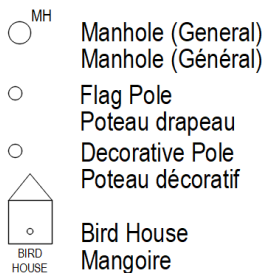 MH
Manhole (General)
Manhole (Général)
Flag Pole
Poteau drapeau
Decorative Pole
Poteau décoratif
BIRD
HOUSE
Bird House
Mangoire